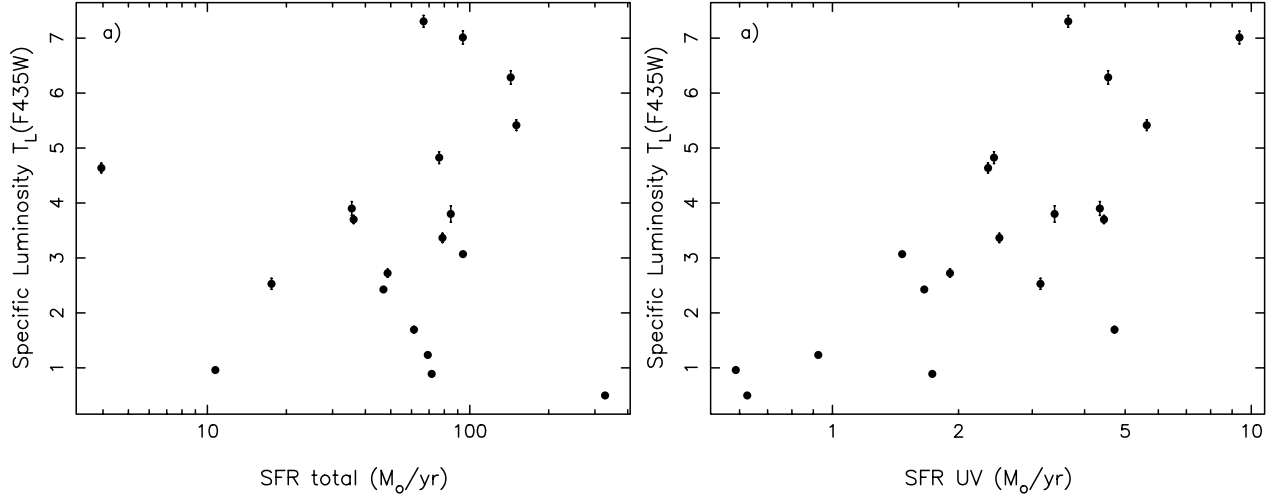 a)
Specific Luminosity T_L(F435W)
7
6
5
4
3
2
1
10 100
SFR total (M_o/yr)
a)
Specific Luminosity T_L(F435W)
7
6
5
4
3
2
1
1 2 5 10
SFR UV (M_o/yr)